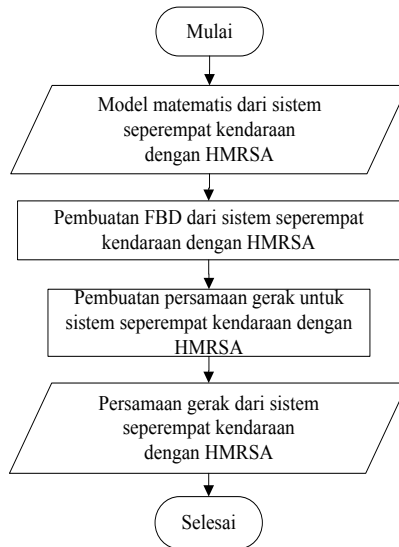 Mulai
Model matematis dari sistem
seperempat kendaraan
dengan HMRSA
Pembuatan FBD dari sistem seperempat
kendaraan dengan HMRSA
Pembuatan persamaan gerak untuk
sistem seperempat kendaraan dengan
HMRSA
Persamaan gerak dari sistem
seperempat kendaraan
dengan HMRSA
Selesai